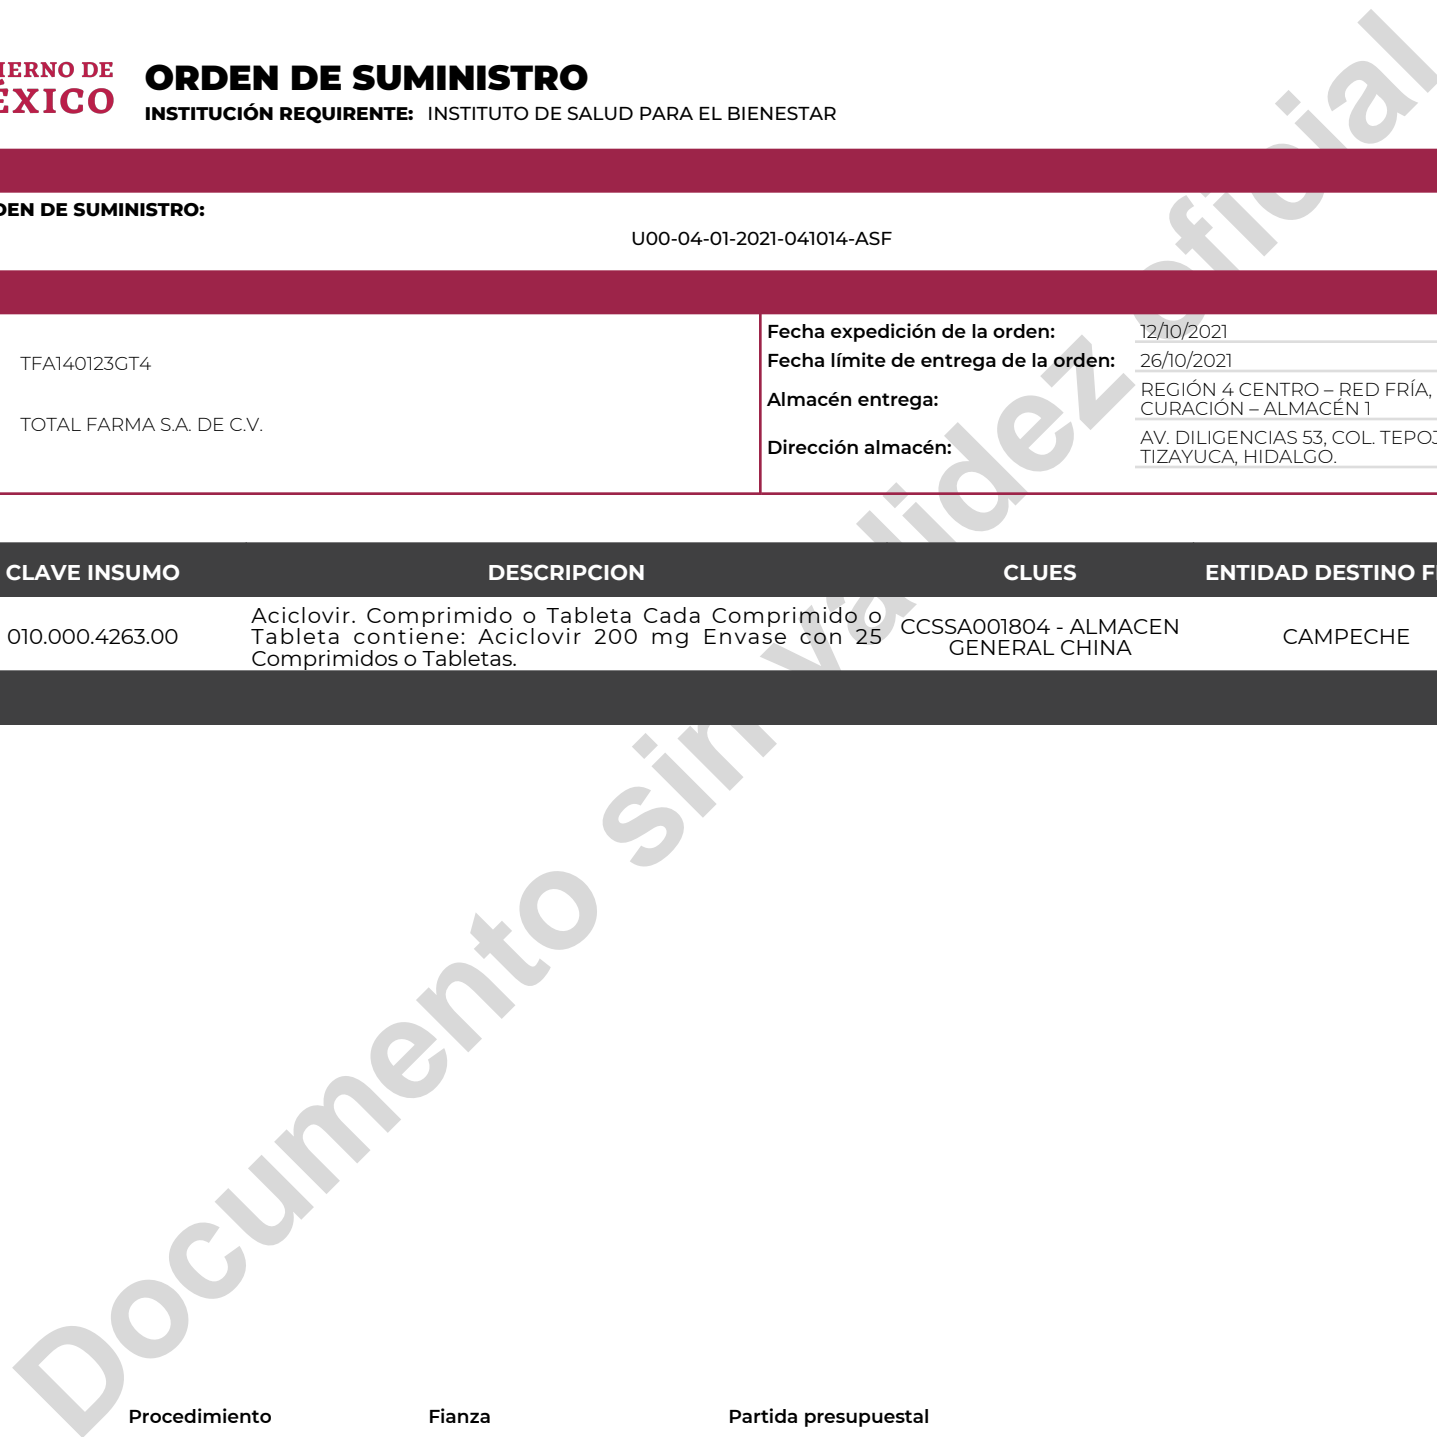 IERNO DE
ÉXICO
ORDEN DE SUMINISTRO
INSTITUCIÓN REQUIRENTE: INSTITUTO DE SALUD PARA EL BIENESTAR
DEN DE SUMINISTRO:
U00-04-01-2021-041014-ASF
TFA140123GT4
TOTAL FARMA S.A. DE C.V.
Fecha expedición de la orden: 12/10/2021
Fecha límite de entrega de la orden: 26/10/2021
Almacén entrega: REGIÓN 4 CENTRO – RED FRÍA,
CURACIÓN – ALMACÉN 1
Dirección almacén: AV. DILIGENCIAS 53, COL. TEPOJ
TIZAYUCA, HIDALGO.
CLAVE INSUMO DESCRIPCION CLUES ENTIDAD DESTINO FI
010.000.4263.00
Aciclovir. Comprimido o Tableta Cada Comprimido o
Tableta contiene: Aciclovir 200 mg Envase con 25
Comprimidos o Tabletas.
CCSSA001804 - ALMACEN
GENERAL CHINA
CAMPECHE
Documento sin validez oficial
Procedimiento Fianza Partida presupuestal